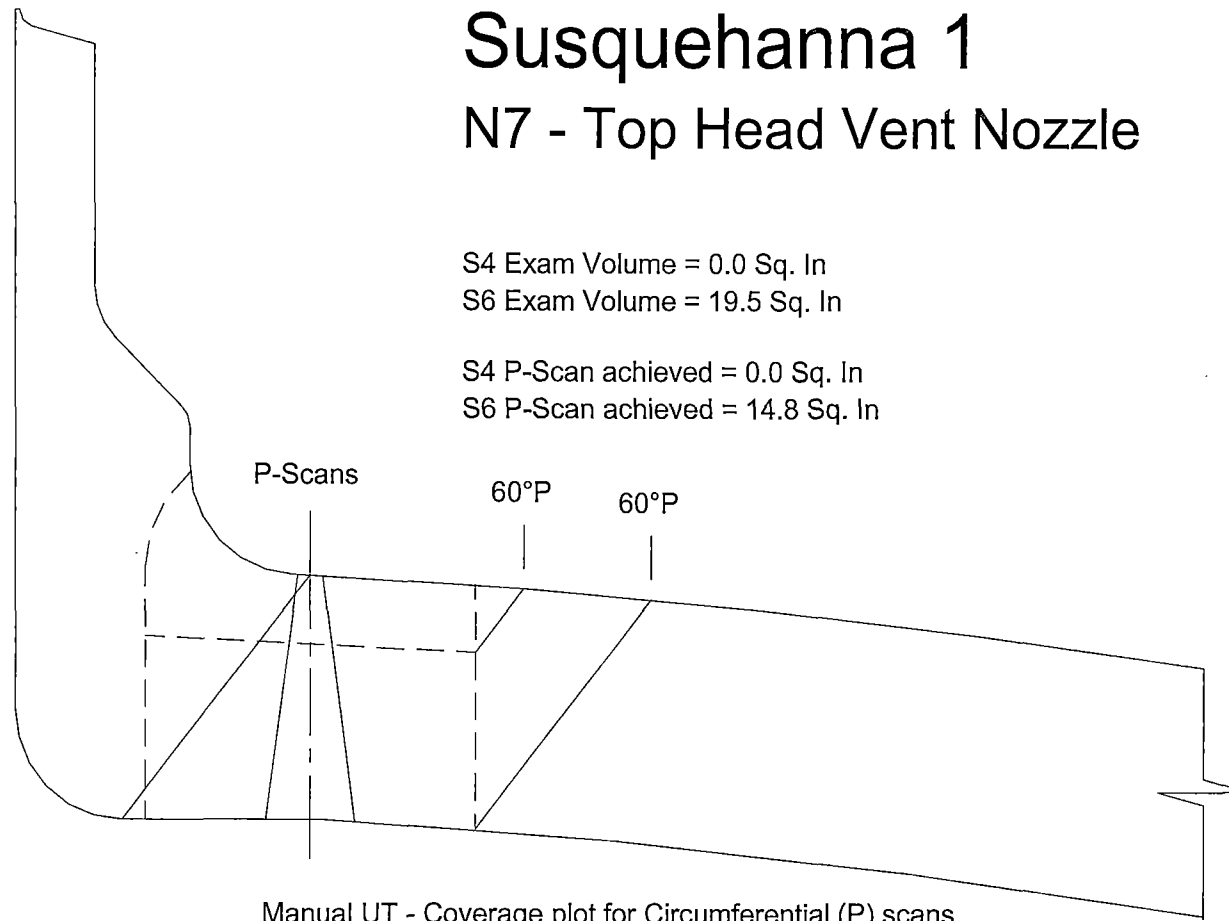 Susquehanna 1
N7 - Top Head Vent Nozzle
S4 Exam Volume = 0.0 Sq. In
S6 Exam Volume = 19.5 Sq. In
S4 P-Scan achieved = 0.0 Sq. In
S6 P-Scan achieved = 14.8 Sq. In
P-Scans
60°P
60°P
Manual UT - Coverage plot for Circumferential (P) scans